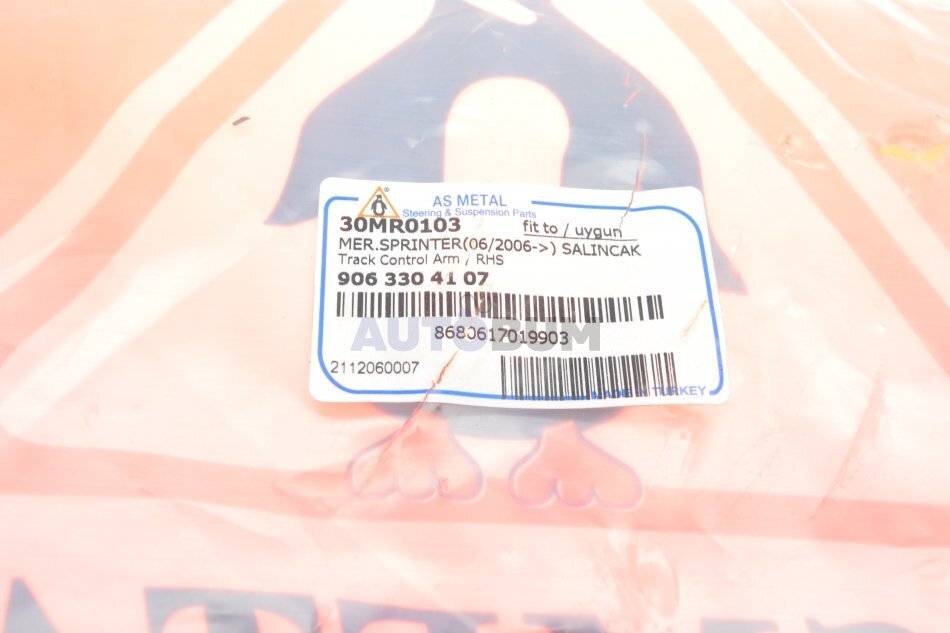 AS METAL
Steering & Suspension Parts
30MR0103 fit to / uygun
MER.SPRINTER(06/2006->) SALINCAK
Track Control Arm / RHS
906 330 41 07
AUTOBUM
8680617019903
2112060007
MADE IN TURKEY